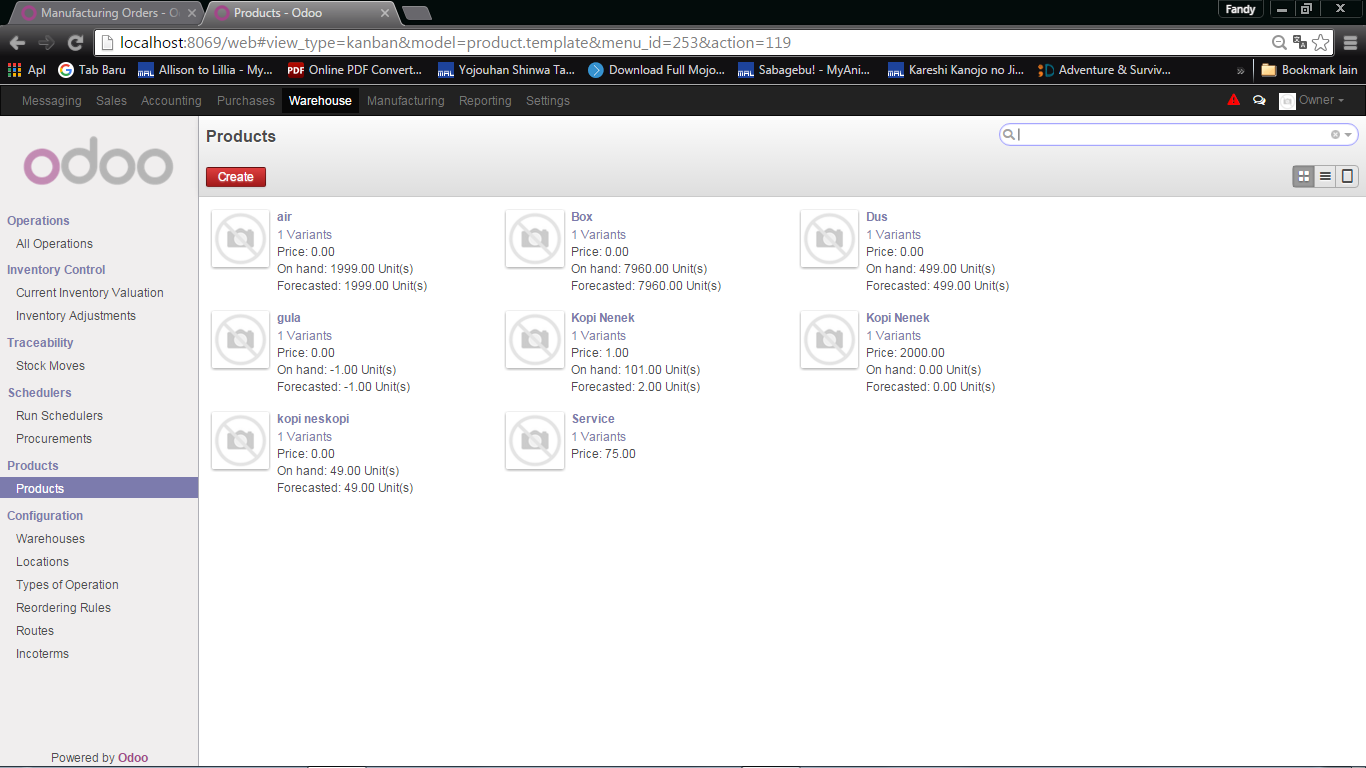 Manufacturing Orders - O
Products - Odoo
Fandy
localhost:8069/web#view_type=kanban&model=product.template&menu_id=253&action=119
Apl
Tab Baru
Allison to Lillia - My...
Online PDF Convert...
Yojouhan Shinwa Ta...
Download Full Mojo...
Sabagebu! - MyAni...
Kareshi Kanojo no Ji...
Adventure & Surviv...
»
Bookmark lain
Messaging Sales Accounting Purchases Warehouse Manufacturing Reporting Settings
Owner
odoo
Operations
All Operations
Inventory Control
Current Inventory Valuation
Inventory Adjustments
Traceability
Stock Moves
Schedulers
Run Schedulers
Procurements
Products
Products
Configuration
Warehouses
Locations
Types of Operation
Reordering Rules
Routes
Incoterms
Powered by Odoo
Products
Create
air
1 Variants
Price: 0.00
On hand: 1999.00 Unit(s)
Forecasted: 1999.00 Unit(s)
Box
1 Variants
Price: 0.00
On hand: 7960.00 Unit(s)
Forecasted: 7960.00 Unit(s)
Dus
1 Variants
Price: 0.00
On hand: 499.00 Unit(s)
Forecasted: 499.00 Unit(s)
gula
1 Variants
Price: 0.00
On hand: -1.00 Unit(s)
Forecasted: -1.00 Unit(s)
Kopi Nenek
1 Variants
Price: 1.00
On hand: 101.00 Unit(s)
Forecasted: 2.00 Unit(s)
Kopi Nenek
1 Variants
Price: 2000.00
On hand: 0.00 Unit(s)
Forecasted: 0.00 Unit(s)
kopi neskopi
1 Variants
Price: 0.00
On hand: 49.00 Unit(s)
Forecasted: 49.00 Unit(s)
Service
1 Variants
Price: 75.00